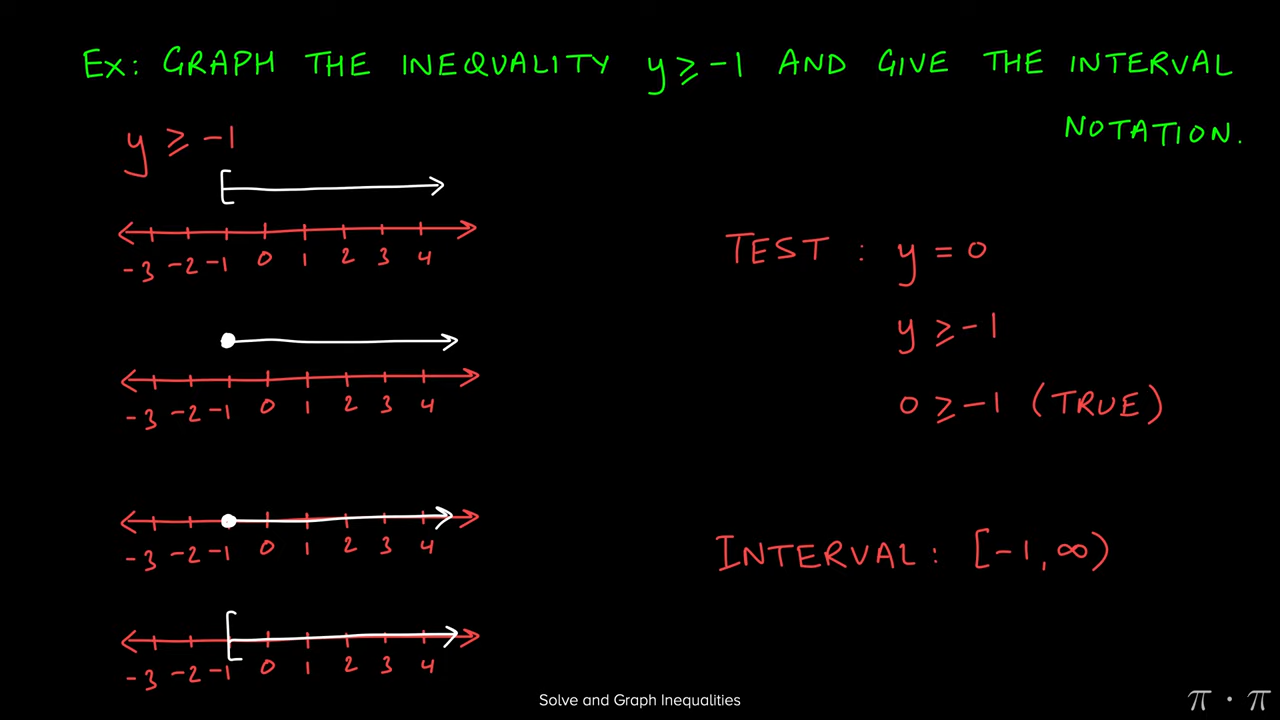 Ex: GRAPH THE INEQUALITY y ≥ -1 AND GIVE THE INTERVAL
NOTATION.
y ≥ -1
-3 -2 -1 0 1 2 3 4
-3 -2 -1 0 1 2 3 4
-3 -2 -1 0 1 2 3 4
-3 -2 -1 0 1 2 3 4
TEST : y = 0
y ≥ -1
0 ≥ -1 (TRUE)
INTERVAL: [-1, ∞)
Solve and Graph Inequalities
π · π